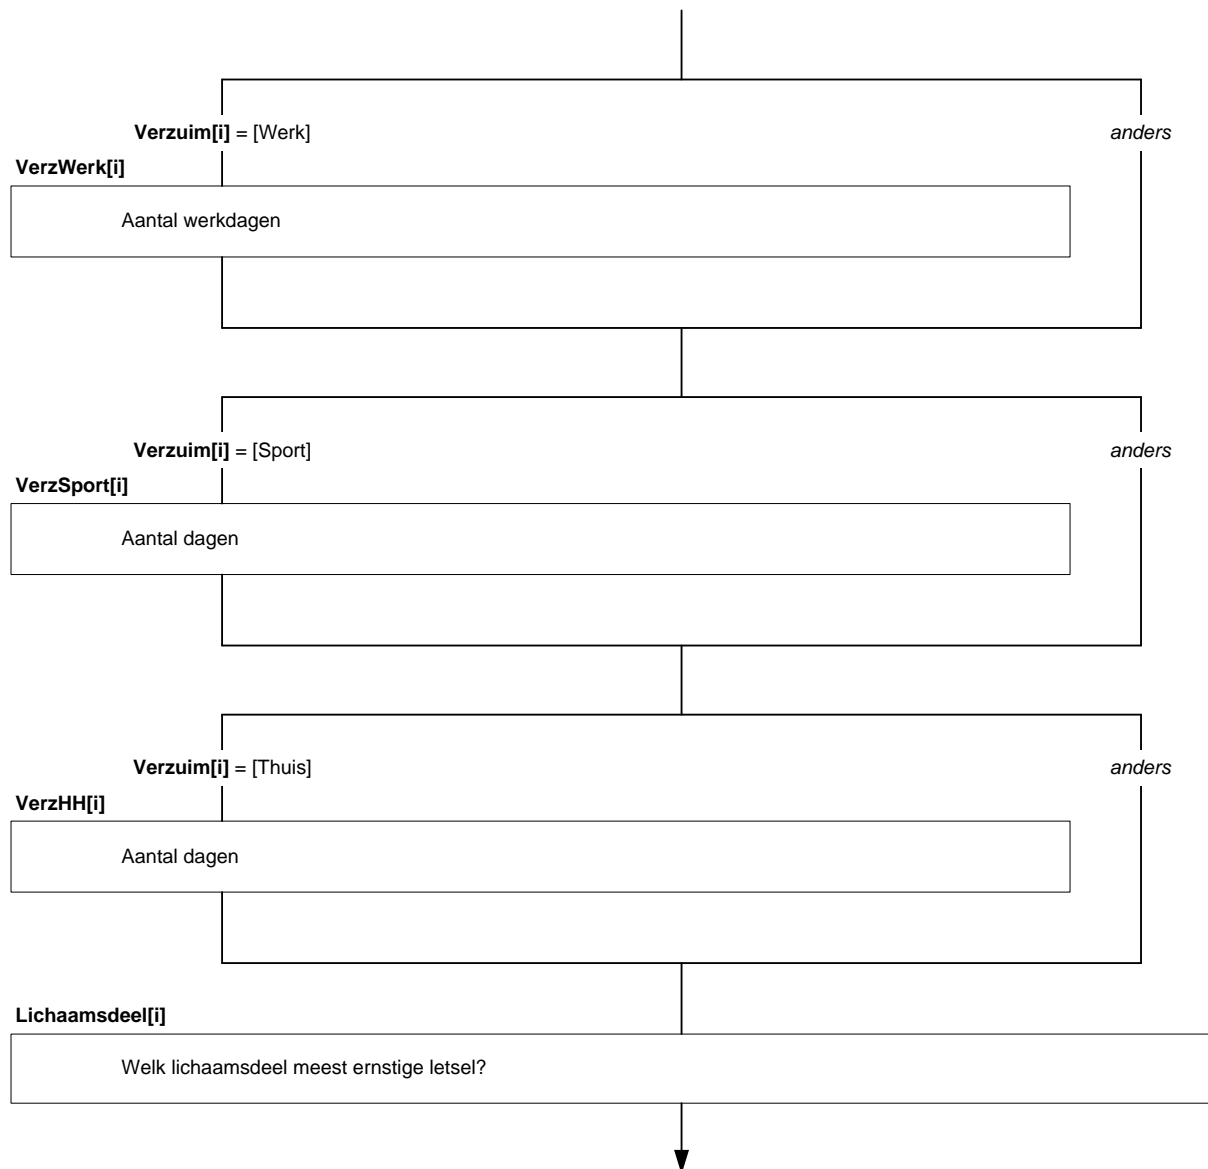 Verzuim[i] = [Werk] anders
VerzWerk[i]
Aantal werkdagen
Verzuim[i] = [Sport] anders
VerzSport[i]
Aantal dagen
Verzuim[i] = [Thuis] anders
VerzHH[i]
Aantal dagen
Lichaamsdeel[i]
Welk lichaamsdeel meest ernstige letsel?